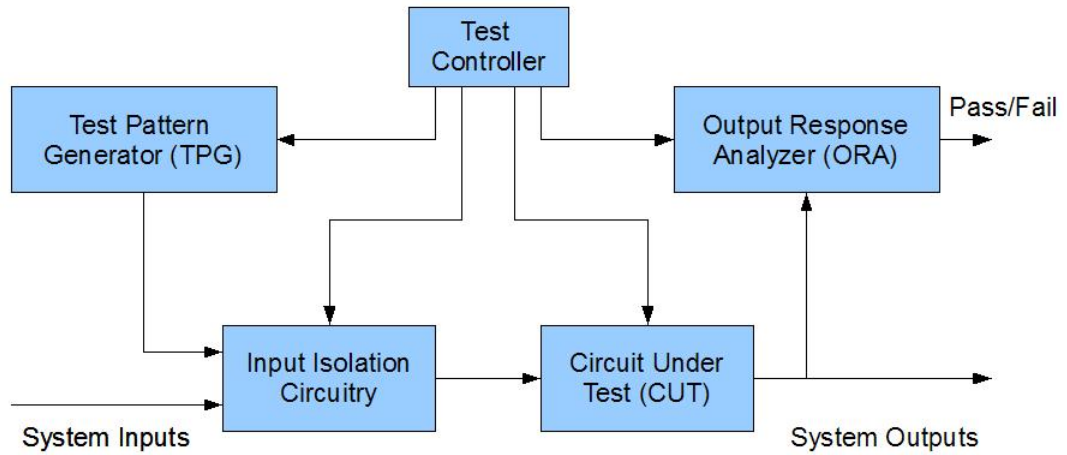 Test
Controller
Test Pattern
Generator (TPG)
Output Response
Analyzer (ORA)
Pass/Fail
Input Isolation
Circuitry
Circuit Under
Test (CUT)
System Inputs
System Outputs